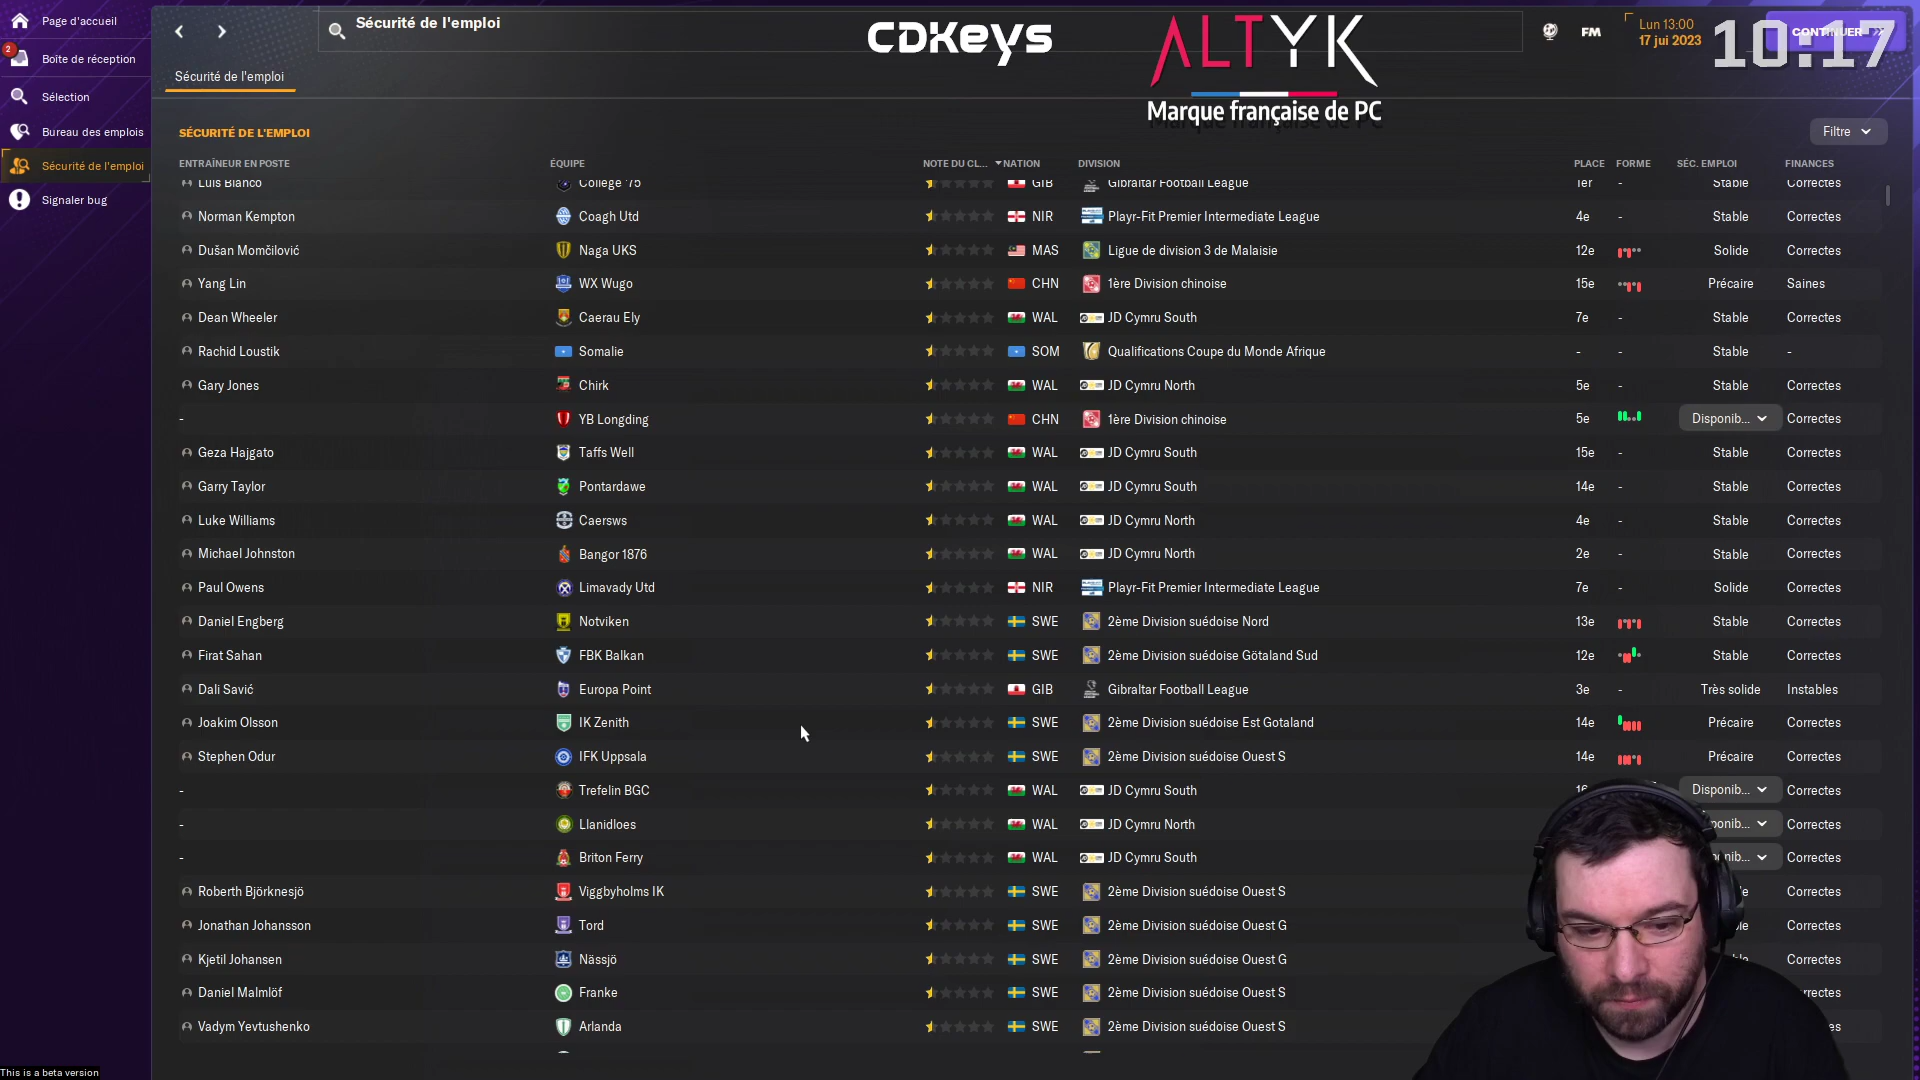 Page d'accueil
2
Boîte de réception
Sélection
Bureau des emplois
Sécurité de l'emploi
Signaler bug
Sécurité de l'emploi
CDKeys
ALTYK
Marque française de PC
FM
Lun 13:00
17 jui 2023
CONTINUER
10:17
Sécurité de l'emploi
SÉCURITÉ DE L'EMPLOI
Filtre
ENTRAÎNEUR EN POSTE ÉQUIPE NOTE DU CL... NATION DIVISION PLACE FORME SÉC. EMPLOI FINANCES
Luis Blanco College '75 GIB Gibraltar Football League 1er - Stable Correctes
Norman Kempton Coagh Utd NIR Playr-Fit Premier Intermediate League 4e - Stable Correctes
Dušan Momčilović Naga UKS MAS Ligue de division 3 de Malaisie 12e Solide Correctes
Yang Lin WX Wugo CHN 1ère Division chinoise 15e Précaire Saines
Dean Wheeler Caerau Ely WAL JD Cymru South 7e - Stable Correctes
Rachid Loustik Somalie SOM Qualifications Coupe du Monde Afrique - - Stable -
Gary Jones Chirk WAL JD Cymru North 5e - Stable Correctes
- YB Longding CHN 1ère Division chinoise 5e Disponib... Correctes
Geza Hajgato Taffs Well WAL JD Cymru South 15e - Stable Correctes
Garry Taylor Pontardawe WAL JD Cymru South 14e - Stable Correctes
Luke Williams Caersws WAL JD Cymru North 4e - Stable Correctes
Michael Johnston Bangor 1876 WAL JD Cymru North 2e - Stable Correctes
Paul Owens Limavady Utd NIR Playr-Fit Premier Intermediate League 7e - Solide Correctes
Daniel Engberg Notviken SWE 2ème Division suédoise Nord 13e Stable Correctes
Firat Sahan FBK Balkan SWE 2ème Division suédoise Götaland Sud 12e Stable Correctes
Dali Savić Europa Point GIB Gibraltar Football League 3e - Très solide Instables
Joakim Olsson IK Zenith SWE 2ème Division suédoise Est Gotaland 14e Précaire Correctes
Stephen Odur IFK Uppsala SWE 2ème Division suédoise Ouest S 14e Précaire Correctes
- Trefelin BGC WAL JD Cymru South Disponib... Correctes
- Llanidloes WAL JD Cymru North Correctes
- Briton Ferry WAL JD Cymru South Correctes
Roberth Björknesjö Viggbyholms IK SWE 2ème Division suédoise Ouest S Correctes
Jonathan Johansson Tord SWE 2ème Division suédoise Ouest G Correctes
Kjetil Johansen Nässjö SWE 2ème Division suédoise Ouest G Correctes
Daniel Malmlöf Franke SWE 2ème Division suédoise Ouest S
Vadym Yevtushenko Arlanda SWE 2ème Division suédoise Ouest S
This is a beta version